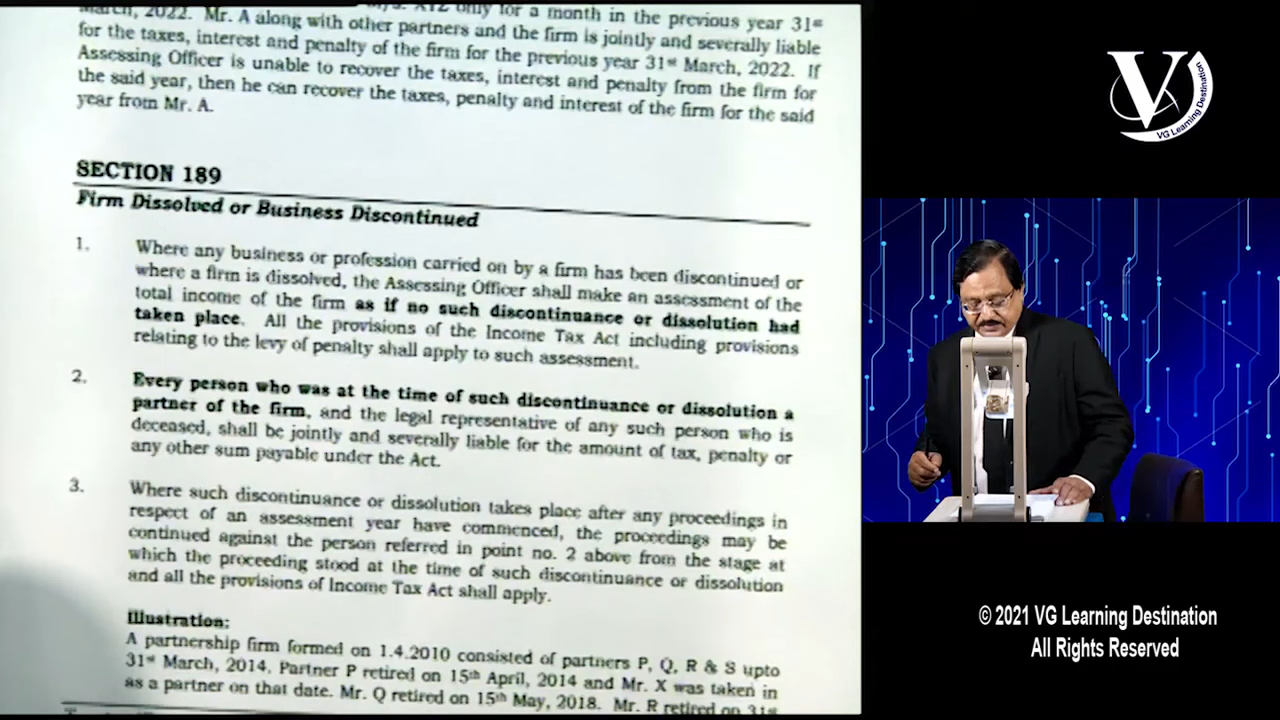 XYZ only for a month in the previous year 31st
March, 2022. Mr. A along with other partners and the firm is jointly and severally liable
for the taxes, interest and penalty of the firm for the previous year 31st March, 2022. If
Assessing Officer is unable to recover the taxes, interest and penalty from the firm for
the said year, then he can recover the taxes, penalty and interest of the firm for the said
year from Mr. A.
SECTION 189
Firm Dissolved or Business Discontinued
1. Where any business or profession carried on by a firm has been discontinued or
where a firm is dissolved, the Assessing Officer shall make an assessment of the
total income of the firm as if no such discontinuance or dissolution had
taken place. All the provisions of the Income Tax Act including provisions
relating to the levy of penalty shall apply to such assessment.
2. Every person who was at the time of such discontinuance or dissolution a
partner of the firm, and the legal representative of any such person who is
deceased, shall be jointly and severally liable for the amount of tax, penalty or
any other sum payable under the Act.
3. Where such discontinuance or dissolution takes place after any proceedings in
respect of an assessment year have commenced, the proceedings may be
continued against the person referred in point no. 2 above from the stage at
which the proceeding stood at the time of such discontinuance or dissolution
and all the provisions of Income Tax Act shall apply.
Illustration:
A partnership firm formed on 1.4.2010 consisted of partners P, Q, R & S upto
31st March, 2014. Partner P retired on 15th April, 2014 and Mr. X was taken in
as a partner on that date. Mr. Q retired on 15th May, 2018. Mr. R retired on 31st
V
VG Learning Destination
© 2021 VG Learning Destination
All Rights Reserved